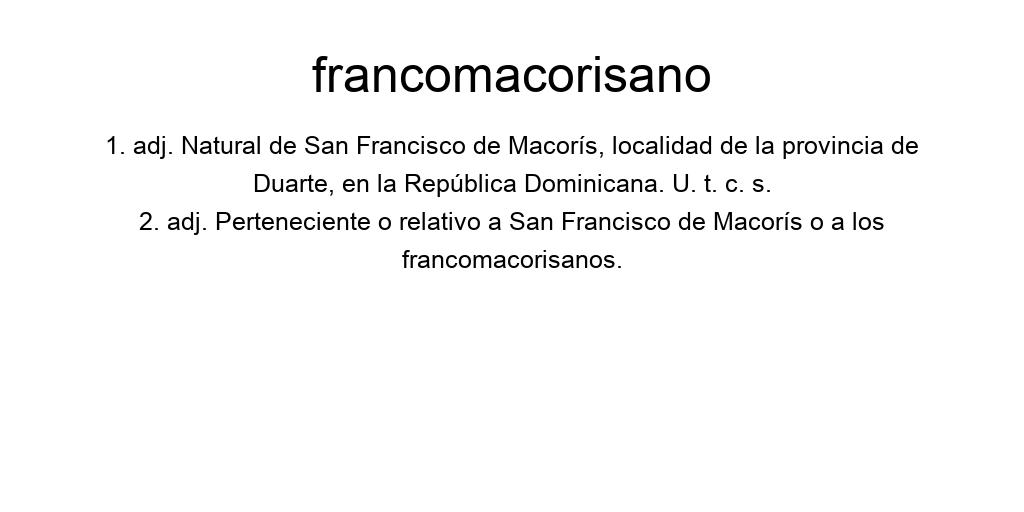 francomacorisano
1. adj. Natural de San Francisco de Macorís, localidad de la provincia de
Duarte, en la República Dominicana. U. t. c. s.
2. adj. Perteneciente o relativo a San Francisco de Macorís o a los
francomacorisanos.